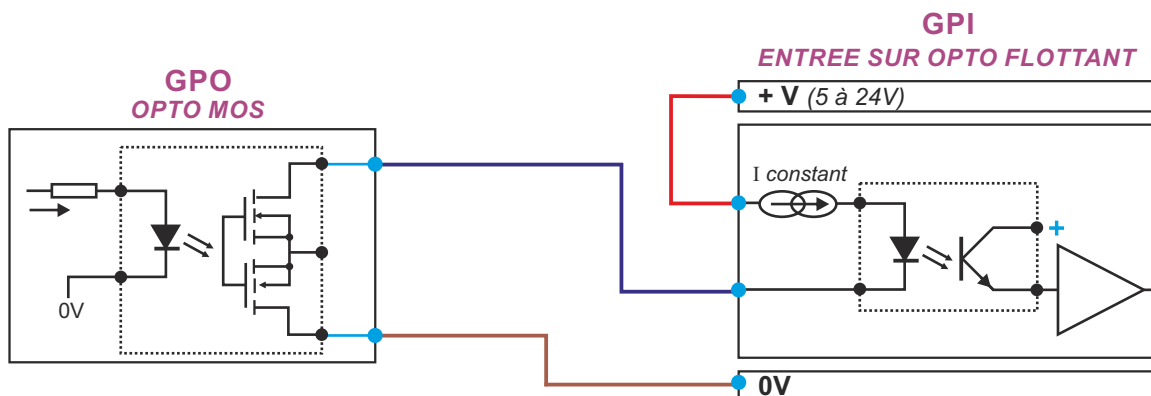 GPO
OPTO MOS
0V
GPI
ENTREE SUR OPTO FLOTTANT
+ V (5 à 24V)
I constant
+
0V